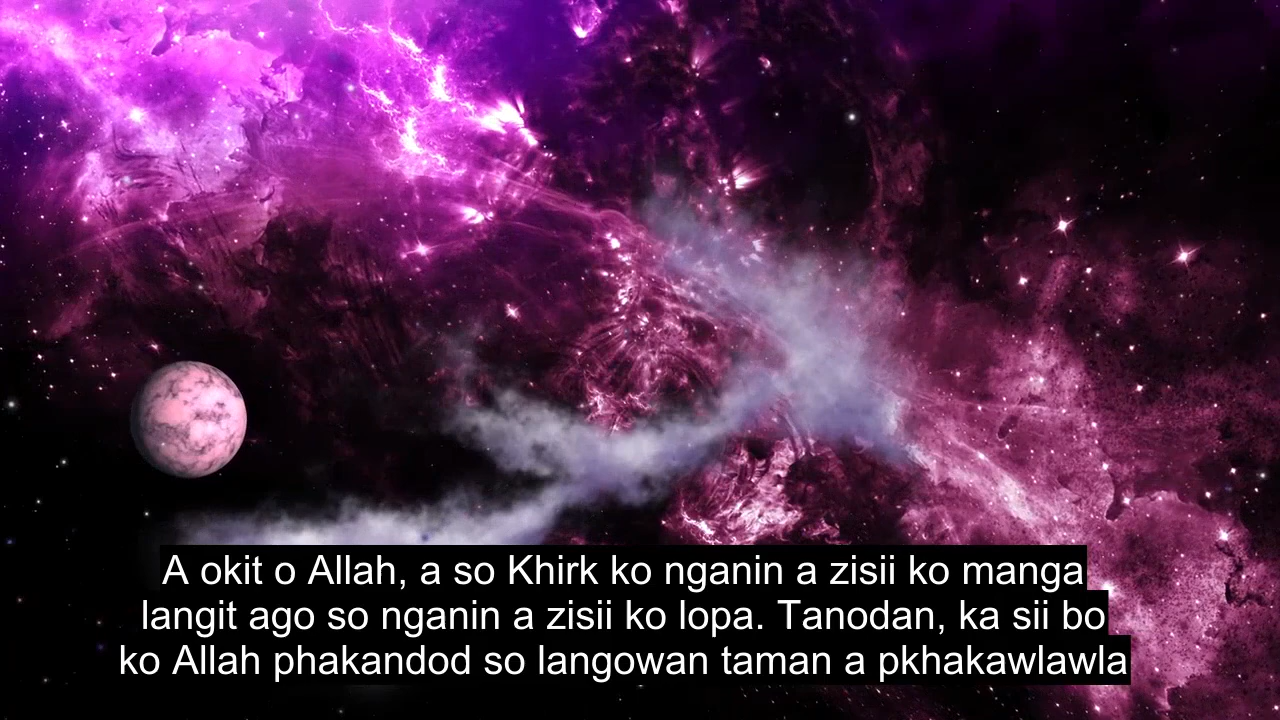 A okit o Allah, a so Khirk ko nganin a zisii ko manga
langit ago so nganin a zisii ko lopa. Tanodan, ka sii bo
ko Allah phakandod so langowan taman a pkhakawlawla